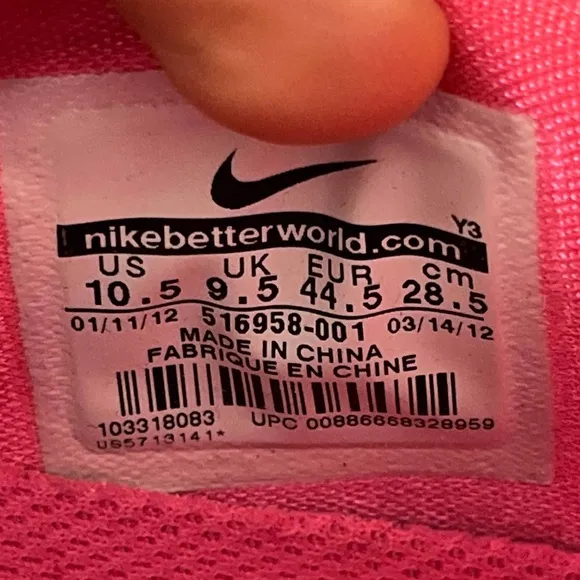 Y3
nikebetterworld.com
US UK EUR cm
10.5 9.5 44.5 28.5
01/11/12 516958-001 03/14/12
MADE IN CHINA
FABRIQUE EN CHINE
103318083 UPC 00886668328959
US5713141*